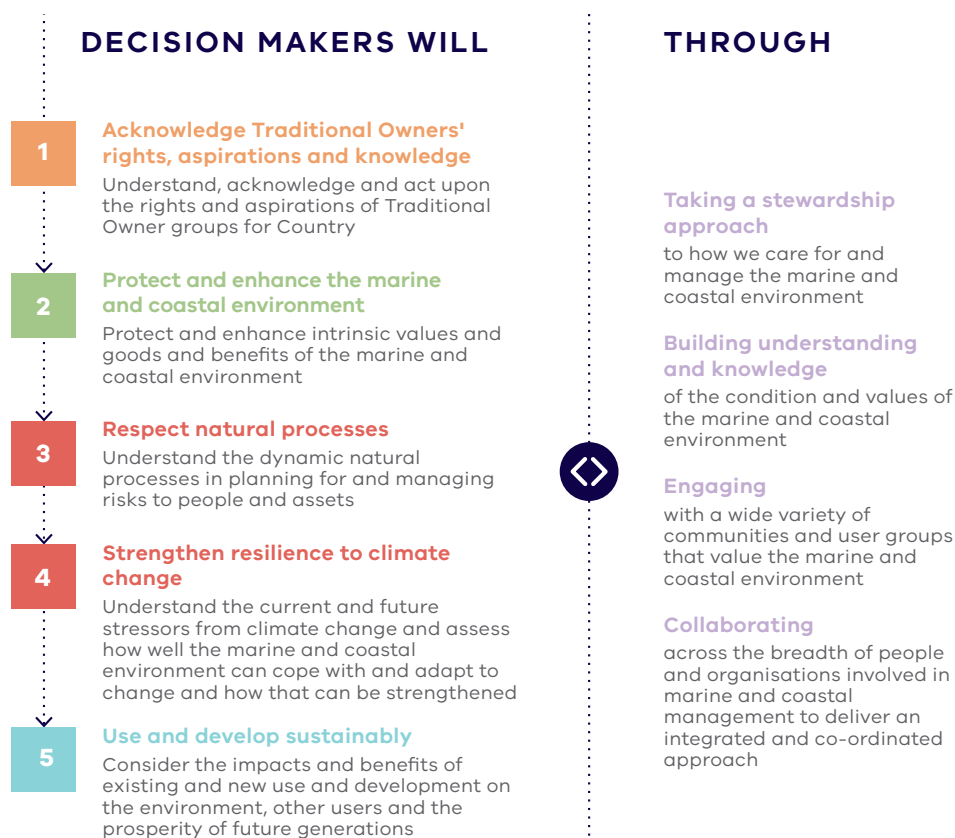 DECISION MAKERS WILL
1
Acknowledge Traditional Owners'
rights, aspirations and knowledge
Understand, acknowledge and act upon
the rights and aspirations of Traditional
Owner groups for Country
2
Protect and enhance the marine
and coastal environment
Protect and enhance intrinsic values and
goods and benefits of the marine and
coastal environment
3
Respect natural processes
Understand the dynamic natural
processes in planning for and managing
risks to people and assets
4
Strengthen resilience to climate
change
Understand the current and future
stressors from climate change and assess
how well the marine and coastal
environment can cope with and adapt to
change and how that can be strengthened
5
Use and develop sustainably
Consider the impacts and benefits of
existing and new use and development on
the environment, other users and the
prosperity of future generations
THROUGH
Taking a stewardship
approach
to how we care for and
manage the marine and
coastal environment
Building understanding
and knowledge
of the condition and values of
the marine and coastal
environment
Engaging
with a wide variety of
communities and user groups
that value the marine and
coastal environment
Collaborating
across the breadth of people
and organisations involved in
marine and coastal
management to deliver an
integrated and co-ordinated
approach